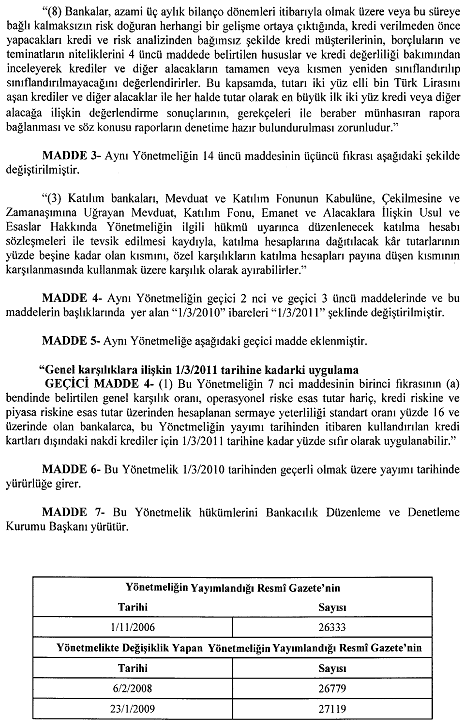 “(8) Bankalar, azami üç aylık bilanço dönemleri itibarıyla olmak üzere veya bu süreye
bağlı kalmaksızın risk doğuran herhangi bir gelişme ortaya çıktığında, kredi verilmeden önce
yapacakları kredi ve risk analizinden bağımsız şekilde kredi müşterilerinin, borçluların ve
teminatların niteliklerini 4 üncü maddede belirtilen hususlar ve kredi değerliliği bakımından
inceleyerek krediler ve diğer alacakların tamamen veya kısmen yeniden sınıflandırılıp
sınıflandırılmayacağını değerlendirirler. Bu kapsamda, tutarı iki yüz elli bin Türk Lirasını
aşan krediler ve diğer alacaklar ile her halde tutar olarak en büyük ilk iki yüz kredi veya diğer
alacağa ilişkin değerlendirme sonuçlarının, gerekçeleri ile beraber münhasıran rapora
bağlanması ve söz konusu raporların denetime hazır bulundurulması zorunludur.”
MADDE 3- Aynı Yönetmeliğin 14 üncü maddesinin üçüncü fıkrası aşağıdaki şekilde
değiştirilmiştir.
“(3) Katılım bankaları, Mevduat ve Katılım Fonunun Kabulüne, Çekilmesine ve
Zamanaşımına Uğrayan Mevduat, Katılım Fonu, Emanet ve Alacaklara İlişkin Usul ve
Esaslar Hakkında Yönetmeliğin ilgili hükmü uyarınca düzenlenecek katılma hesabı
sözleşmeleri ile tevsik edilmesi kaydıyla, katılma hesaplarına dağıtılacak kâr tutarlarının
yüzde beşine kadar olan kısmını, özel karşılıkların katılma hesapları payına düşen kısmının
karşılanmasında kullanmak üzere karşılık olarak ayırabilirler.”
MADDE 4- Aynı Yönetmeliğin geçici 2 nci ve geçici 3 üncü maddelerinde ve bu
maddelerin başlıklarında yer alan “1/3/2010” ibareleri “1/3/2011” şeklinde değiştirilmiştir.
MADDE 5- Aynı Yönetmeliğe aşağıdaki geçici madde eklenmiştir.
“Genel karşılıklara ilişkin 1/3/2011 tarihine kadarki uygulama
GEÇİCİ MADDE 4- (1) Bu Yönetmeliğin 7 nci maddesinin birinci fıkrasının (a)
bendinde belirtilen genel karşılık oranı, operasyonel riske esas tutar hariç, kredi riskine ve
piyasa riskine esas tutar üzerinden hesaplanan sermaye yeterliliği standart oranı yüzde 16 ve
üzerinde olan bankalarca, bu Yönetmeliğin yayımı tarihinden itibaren kullandırılan kredi
kartları dışındaki nakdi krediler için 1/3/2011 tarihine kadar yüzde sıfır olarak uygulanabilir.”
MADDE 6- Bu Yönetmelik 1/3/2010 tarihinden geçerli olmak üzere yayımı tarihinde
yürürlüğe girer.
MADDE 7- Bu Yönetmelik hükümlerini Bankacılık Düzenleme ve Denetleme
Kurumu Başkanı yürütür.
Yönetmeliğin Yayımlandığı Resmî Gazete’nin
Tarihi Sayısı
1/11/2006 26333
Yönetmelikte Değişiklik Yapan Yönetmeliğin Yayımlandığı Resmî Gazete’nin
Tarihi Sayısı
6/2/2008 26779
23/1/2009 27119